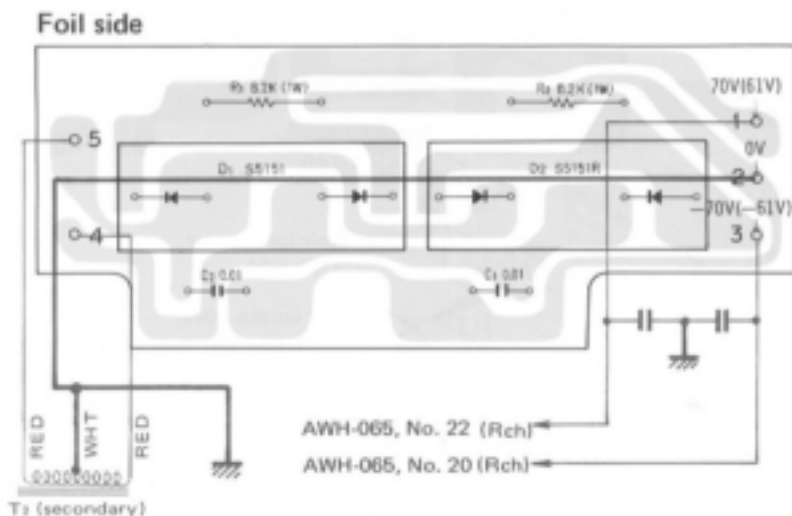 Foil side
R1 8.2K (1W)
R2 8.2K (1W)
70V(61V)
1
0V
5
D1 S5151
D2 S5151R
2
-70V(-61V)
4
3
C2 0.01
C1 0.01
AWH-065, No. 22 (Rch)
AWH-065, No. 20 (Rch)
RED
WHT
RED
T2 (secondary)